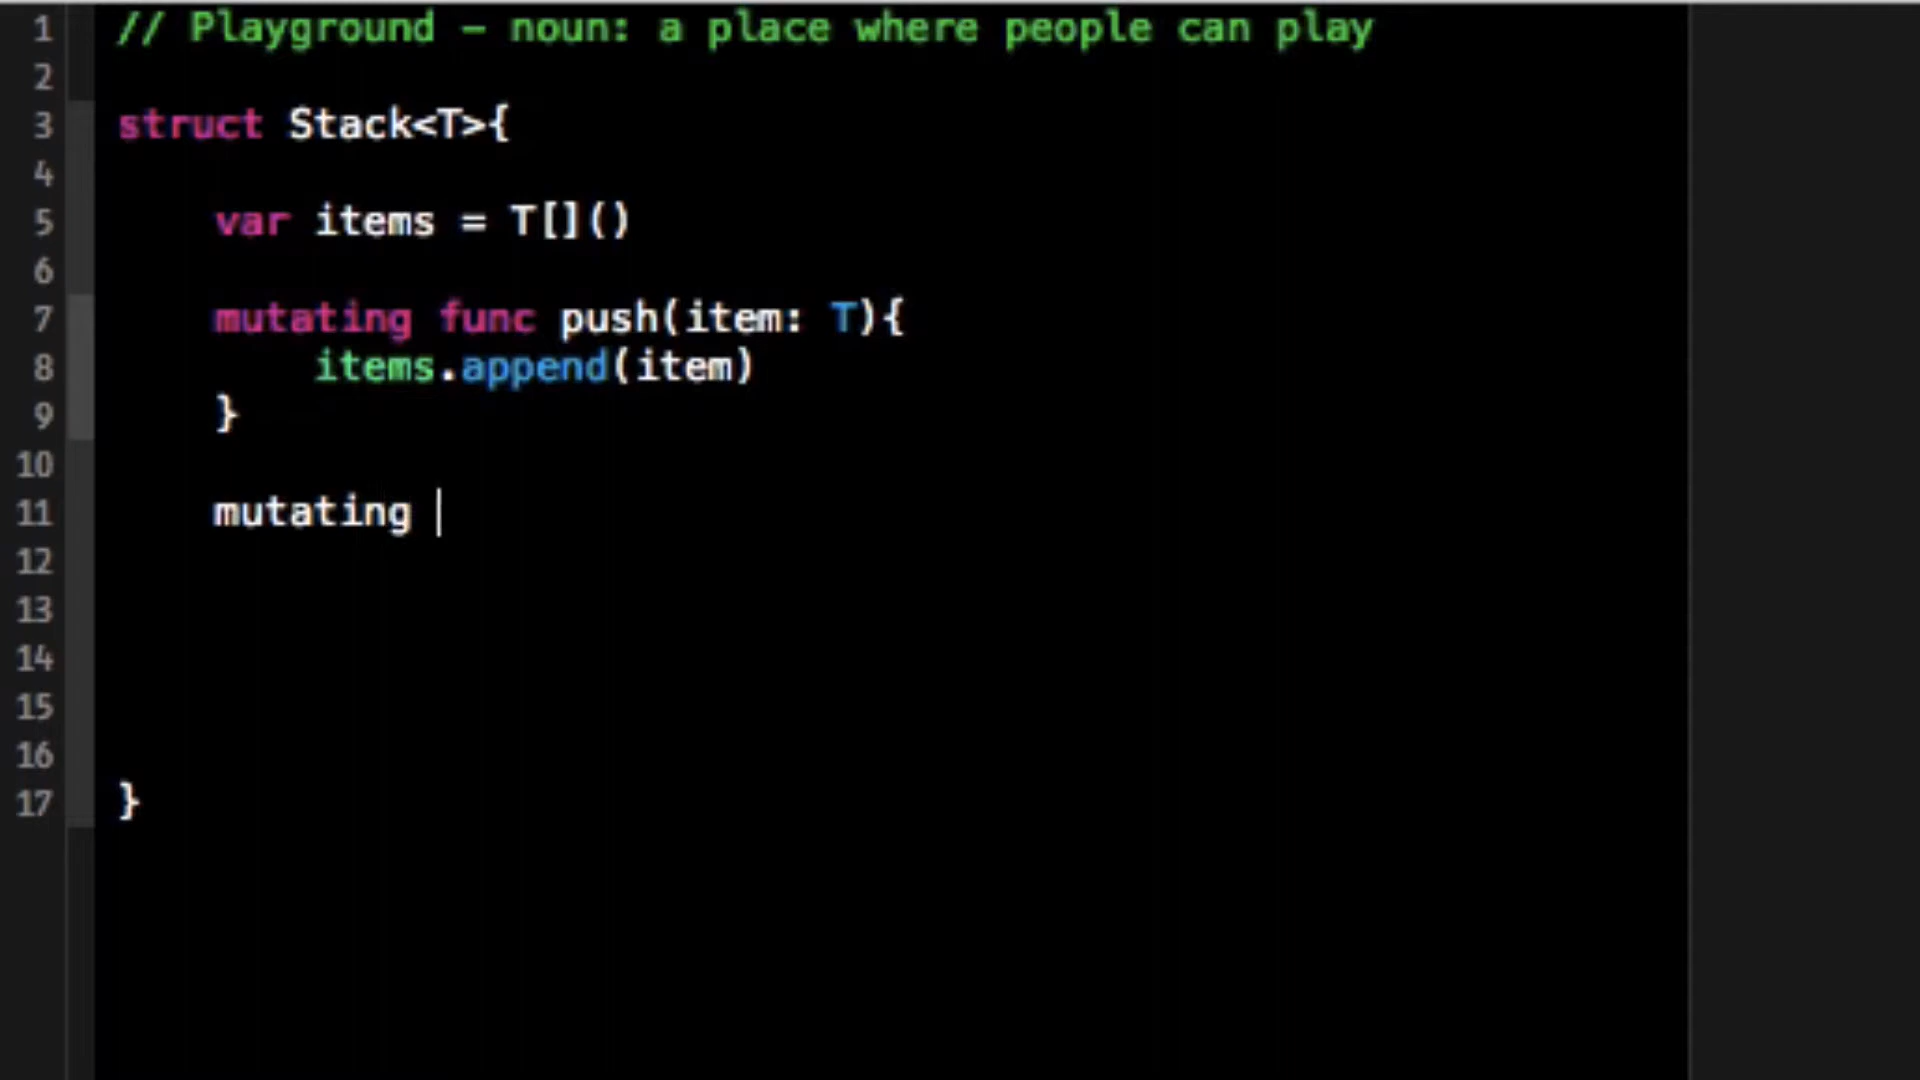 1 // Playground – noun: a place where people can play
2
3 struct Stack<T>{
4
5 var items = T[]()
6
7 mutating func push(item: T){
8 items.append(item)
9 }
10
11 mutating
12
13
14
15
16
17 }